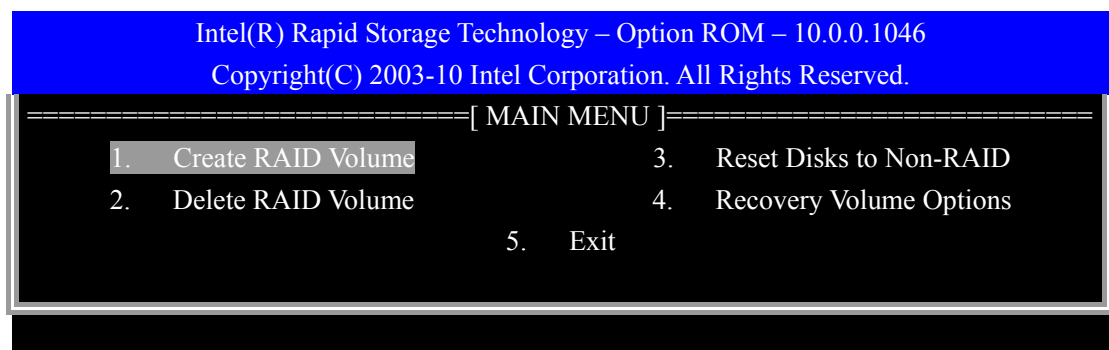 Intel(R) Rapid Storage Technology – Option ROM – 10.0.0.1046
Copyright(C) 2003-10 Intel Corporation. All Rights Reserved.
============================[ MAIN MENU ]===========================
1. Create RAID Volume 3. Reset Disks to Non-RAID
2. Delete RAID Volume 4. Recovery Volume Options
5. Exit